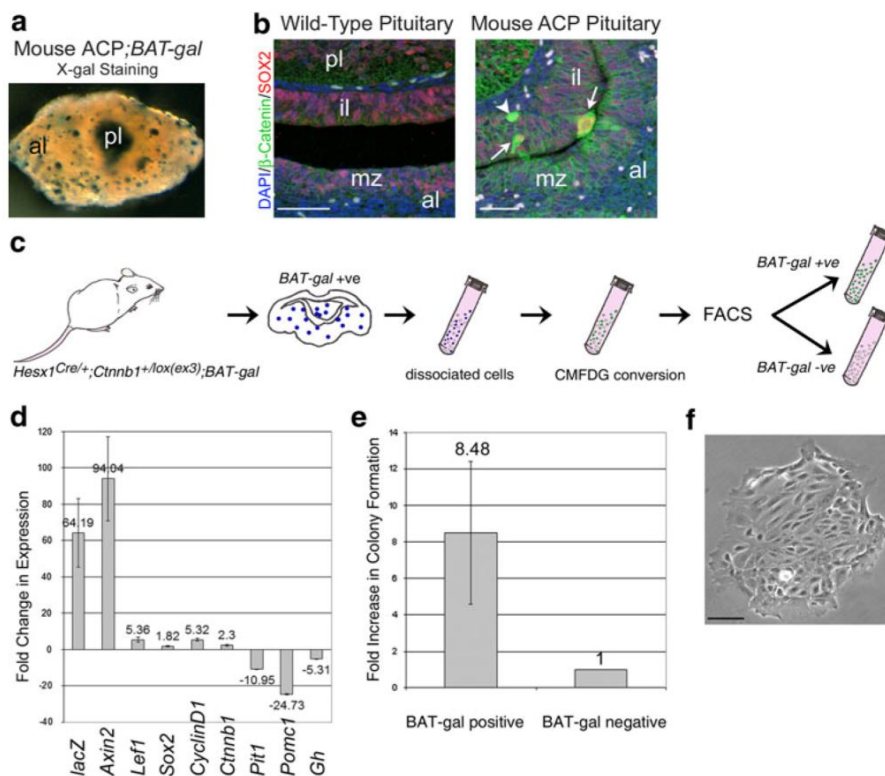 a
Mouse ACP;BAT-gal
X-gal Staining
al
pl
b
Wild-Type Pituitary
Mouse ACP Pituitary
DAPI/β-Catenin/SOX2
pl
il
mz
al
il
mz
al
c
Hesx1Cre/+;Ctnnb1+/lox(ex3);BAT-gal
BAT-gal +ve
dissociated cells
CMFDG conversion
FACS
BAT-gal +ve
BAT-gal -ve
d
Fold Change in Expression
120
100
80
60
40
20
0
-20
-40
64.19
94.04
5.36
1.82
5.32
2.3
-10.95
-24.73
-5.31
lacZ
Axin2
Lef1
Sox2
CyclinD1
Ctnnb1
Pit1
Pomc1
Gh
e
Fold Increase in Colony Formation
14
12
10
8
6
4
2
0
8.48
1
BAT-gal positive
BAT-gal negative
f